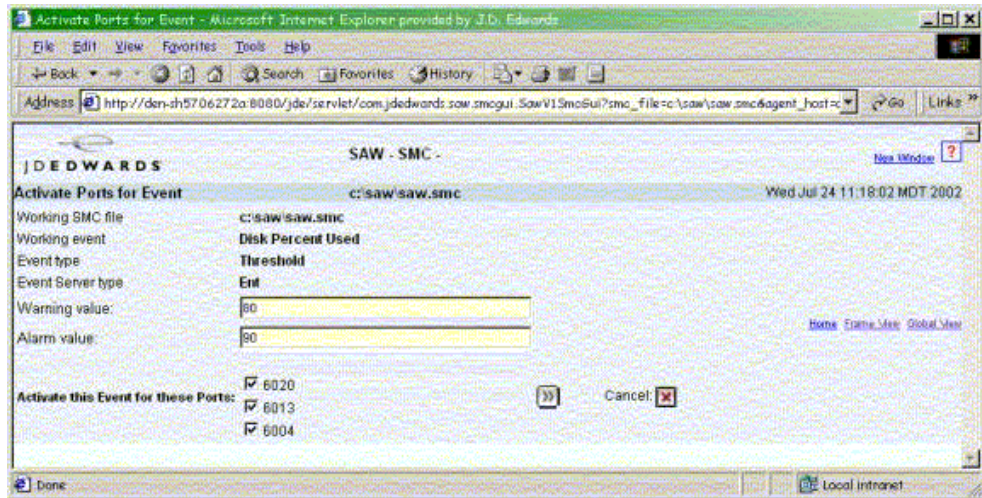 Activate Ports for Event - Microsoft Internet Explorer provided by J.D. Edwards
File Edit View Favorites Tools Help
Back Search Favorites History
Address http://den-sh5706272a:8080/jde/servlet/com.jdedwards.saw.smcgui.SawV1SmcGui?smc_file=c:\saw\saw.smc&agent_host=c Go Links »
JDEDWARDS
SAW - SMC -
New Window ?
Activate Ports for Event c:\saw\saw.smc Wed Jul 24 11:18:02 MDT 2002
Working SMC file c:\saw\saw.smc
Working event Disk Percent Used
Event type Threshold
Event Server type Ent
Warning value: 80
Alarm value: 90
Home Frame View Global View
Activate this Event for these Ports:
6020
6013
6004
» Cancel:
Done Local intranet